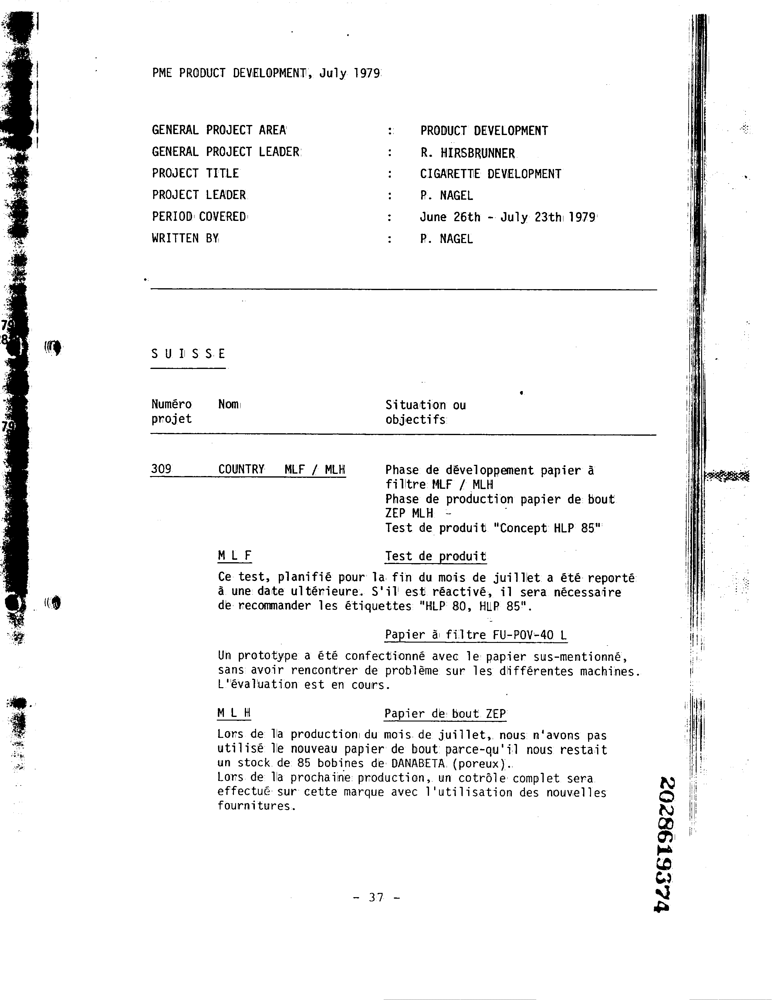 PME PRODUCT DEVELOPMENT, July 1979
GENERAL PROJECT AREA : PRODUCT DEVELOPMENT
GENERAL PROJECT LEADER : R. HIRSBRUNNER
PROJECT TITLE : CIGARETTE DEVELOPMENT
PROJECT LEADER : P. NAGEL
PERIOD COVERED : June 26th - July 23th 1979
WRITTEN BY : P. NAGEL
S U I S S E
Numéro Nom Situation ou
projet objectifs
309 COUNTRY MLF / MLH Phase de développement papier à
filtre MLF / MLH
Phase de production papier de bout
ZEP MLH -
Test de produit "Concept HLP 85"
M L F Test de produit
Ce test, planifié pour la fin du mois de juillet a été reporté
à une date ultérieure. S'il est réactivé, il sera nécessaire
de recommander les étiquettes "HLP 80, HLP 85".
Papier à filtre FU-POV-40 L
Un prototype a été confectionné avec le papier sus-mentionné,
sans avoir rencontrer de problème sur les différentes machines.
L'évaluation est en cours.
M L H Papier de bout ZEP
Lors de la production du mois de juillet, nous n'avons pas
utilisé le nouveau papier de bout parce-qu'il nous restait
un stock de 85 bobines de DANABETA (poreux).
Lors de la prochaine production, un cotrôle complet sera
effectué sur cette marque avec l'utilisation des nouvelles
fournitures.
- 37 -
2028619374